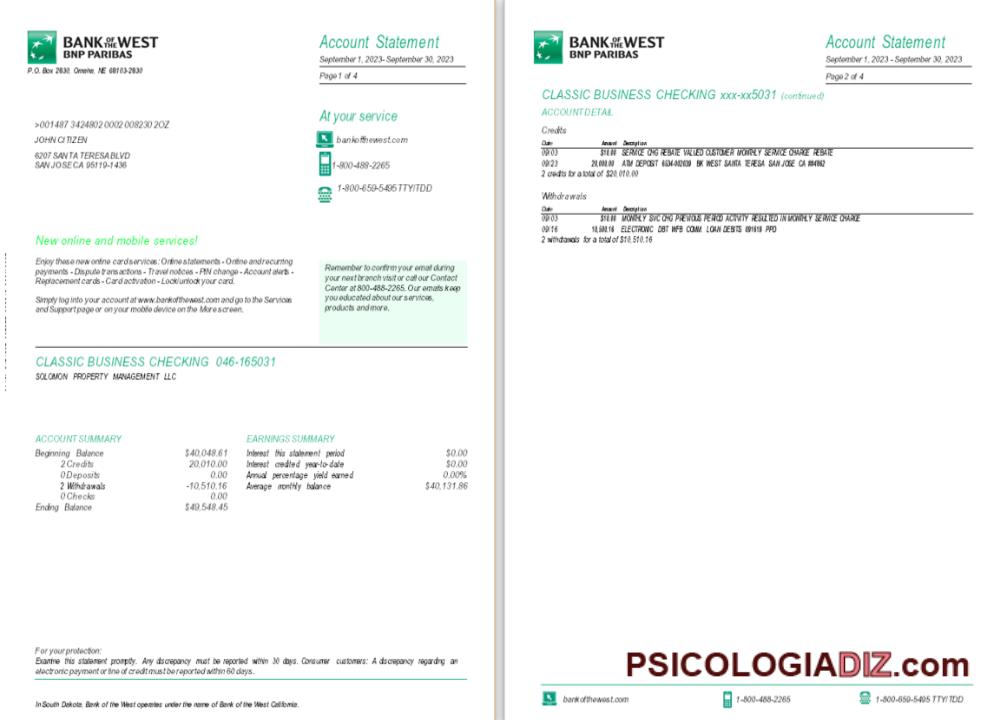 BANK OF THE WEST
BNP PARIBAS
P.O. Box 2830, Omaha, NE 68103-2830
Account Statement
September 1, 2023- September 30, 2023
Page 1 of 4
>001487 3424802 0002 008230 2OZ
JOHN CITIZEN
6207 SANTA TERESA BLVD
SAN JOSE CA 95119-1436
At your service
bankofthewest.com
1-800-488-2265
1-800-659-5495 TTY/TDD
New online and mobile services!
Enjoy these new online card services: Online statements - Online and recurring
payments - Dispute transactions - Travel notices - PIN change - Account alerts -
Replacement cards - Card activation - Lock/unlock your card.
Simply log into your account at www.bankofthewest.com and go to the Services
and Support page or on your mobile device on the More screen.
Remember to confirm your email during
your next branch visit or call our Contact
Center at 800-488-2265. Our emails keep
you educated about our services,
products and more.
CLASSIC BUSINESS CHECKING 046-165031
SOLOMON PROPERTY MANAGEMENT LLC
ACCOUNT SUMMARY
Beginning Balance $40,048.61
2 Credits 20,010.00
0 Deposits 0.00
2 Withdrawals -10,510.16
0 Checks 0.00
Ending Balance $49,548.45
EARNINGS SUMMARY
Interest this statement period $0.00
Interest credited year-to-date $0.00
Annual percentage yield earned 0.00%
Average monthly balance $40,131.86
For your protection:
Examine this statement promptly. Any discrepancy must be reported within 30 days. Consumer customers: A discrepancy regarding an
electronic payment or line of credit must be reported within 60 days.
In South Dakota, Bank of the West operates under the name of Bank of the West California.
BANK OF THE WEST
BNP PARIBAS
Account Statement
September 1, 2023 - September 30, 2023
Page 2 of 4
CLASSIC BUSINESS CHECKING xxx-xx5031 (continued)
ACCOUNT DETAIL
Credits
Date Amount Description
09/03 $10.00 SERVICE CHG REBATE VALUED CUSTOMER MONTHLY SERVICE CHARGE REBATE
09/23 20,000.00 ATM DEPOSIT BK WEST SANTA TERESA SAN JOSE CA
2 credits for a total of $20,010.00
Withdrawals
Date Amount Description
09/03 $10.00 MONTHLY SVC CHG PREVIOUS PERIOD ACTIVITY RESULTED IN MONTHLY SERVICE CHARGE
09/16 10,500.16 ELECTRONIC DBT WFB COMM. LOAN DEBITS PPD
2 withdrawals for a total of $10,510.16
PSICOLOGIADIZ.com
bankofthewest.com
1-800-488-2265
1-800-659-5495 TTY/TDD